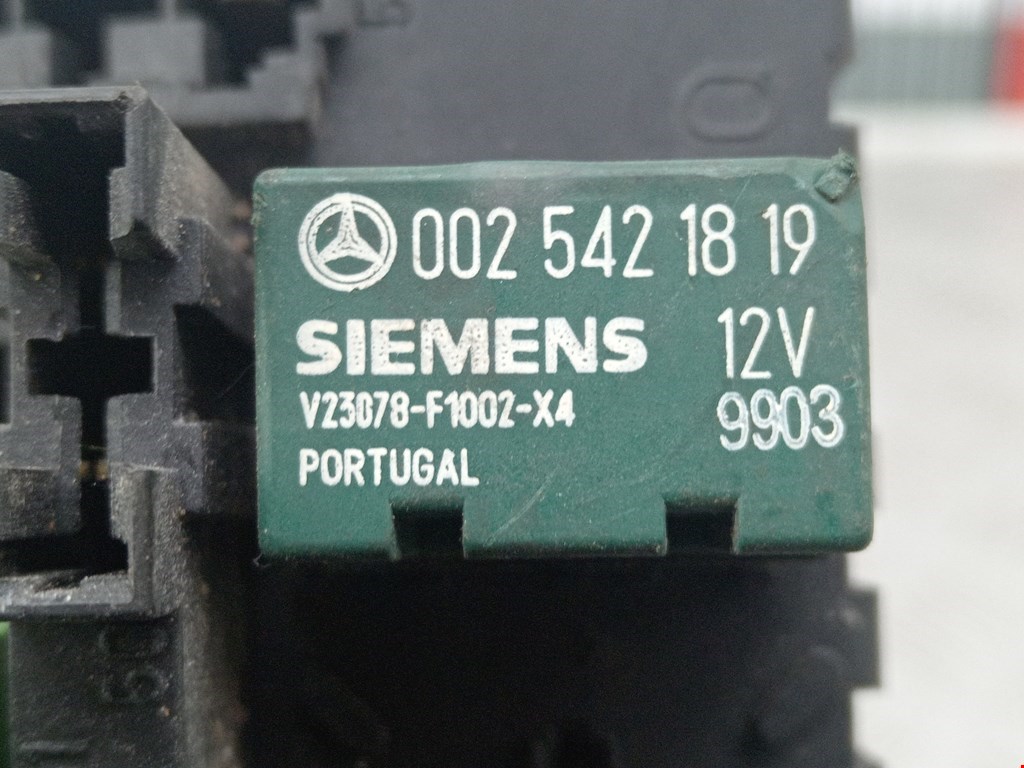 002 542 18 19
SIEMENS 12V
V23078-F1002-X4 9903
PORTUGAL